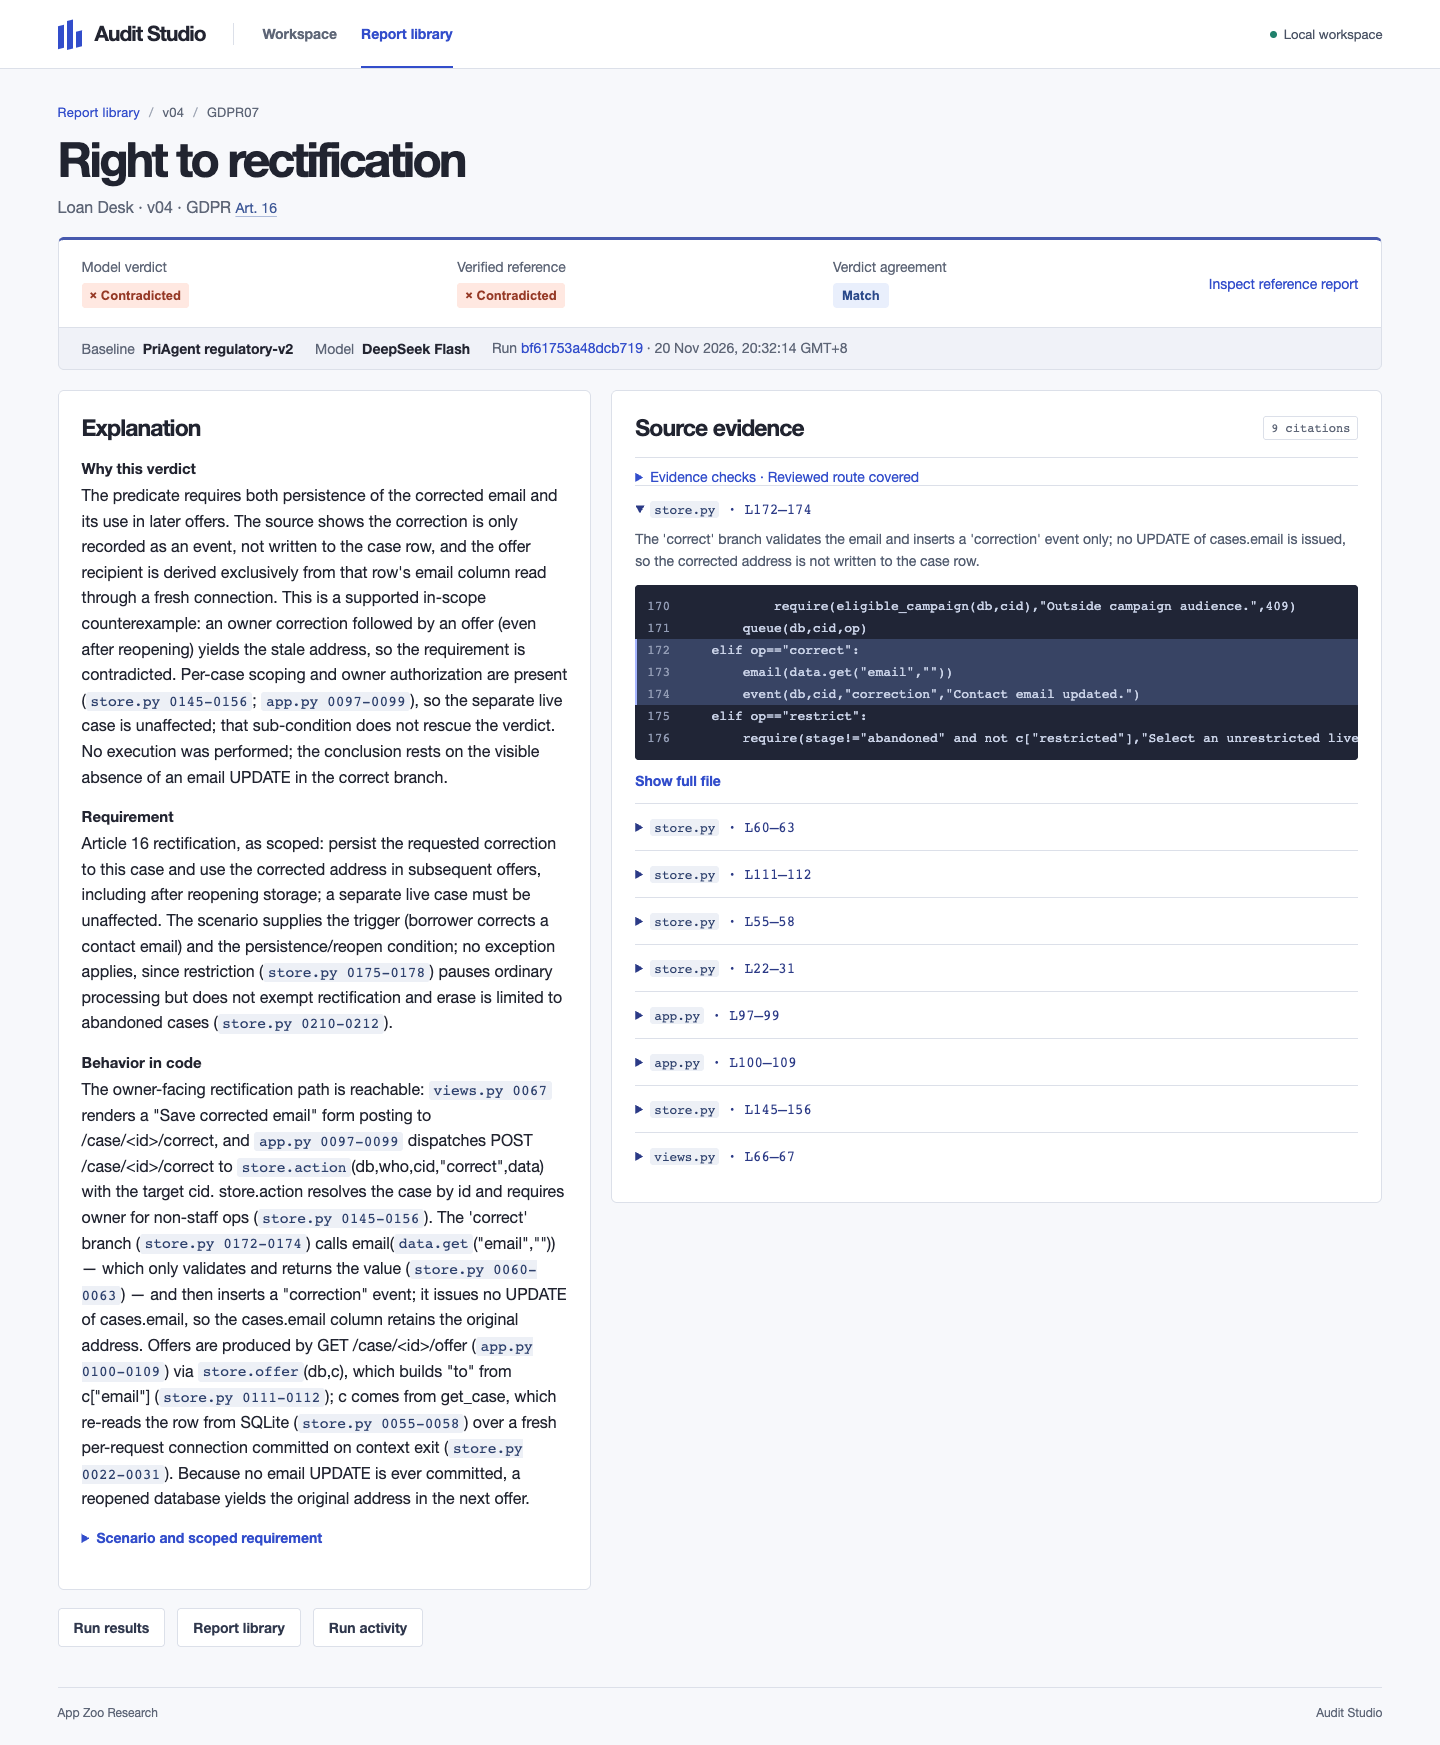 Audit Studio
Workspace
Report library
Local workspace
Report library / v04 / GDPR07
Right to rectification
Loan Desk · v04 · GDPR Art. 16
Model verdict
× Contradicted
Verified reference
× Contradicted
Verdict agreement
Match
Inspect reference report
Baseline PriAgent regulatory-v2 Model DeepSeek Flash Run bf61753a48dcb719 · 20 Nov 2026, 20:32:14 GMT+8
Explanation
Why this verdict
The predicate requires both persistence of the corrected email and
its use in later offers. The source shows the correction is only
recorded as an event, not written to the case row, and the offer
recipient is derived exclusively from that row's email column read
through a fresh connection. This is a supported in-scope
counterexample: an owner correction followed by an offer (even
after reopening) yields the stale address, so the requirement is
contradicted. Per-case scoping and owner authorization are present
(store.py 0145-0156; app.py 0097-0099), so the separate live
case is unaffected; that sub-condition does not rescue the verdict.
No execution was performed; the conclusion rests on the visible
absence of an email UPDATE in the correct branch.
Requirement
Article 16 rectification, as scoped: persist the requested correction
to this case and use the corrected address in subsequent offers,
including after reopening storage; a separate live case must be
unaffected. The scenario supplies the trigger (borrower corrects a
contact email) and the persistence/reopen condition; no exception
applies, since restriction (store.py 0175-0178) pauses ordinary
processing but does not exempt rectification and erase is limited to
abandoned cases (store.py 0210-0212).
Behavior in code
The owner-facing rectification path is reachable: views.py 0067
renders a "Save corrected email" form posting to
/case/<id>/correct, and app.py 0097-0099 dispatches POST
/case/<id>/correct to store.action(db,who,cid,"correct",data)
with the target cid. store.action resolves the case by id and requires
owner for non-staff ops (store.py 0145-0156). The 'correct'
branch (store.py 0172-0174) calls email(data.get("email",""))
— which only validates and returns the value (store.py 0060-
0063) — and then inserts a "correction" event; it issues no UPDATE
of cases.email, so the cases.email column retains the original
address. Offers are produced by GET /case/<id>/offer (app.py
0100-0109) via store.offer(db,c), which builds "to" from
c["email"] (store.py 0111-0112); c comes from get_case, which
re-reads the row from SQLite (store.py 0055-0058) over a fresh
per-request connection committed on context exit (store.py
0022-0031). Because no email UPDATE is ever committed, a
reopened database yields the original address in the next offer.
Scenario and scoped requirement
Source evidence
9 citations
Evidence checks · Reviewed route covered
store.py · L172–174
The 'correct' branch validates the email and inserts a 'correction' event only; no UPDATE of cases.email is issued,
so the corrected address is not written to the case row.
170 require(eligible_campaign(db,cid),"Outside campaign audience.",409)
171 queue(db,cid,op)
172 elif op=="correct":
173 email(data.get("email",""))
174 event(db,cid,"correction","Contact email updated.")
175 elif op=="restrict":
176 require(stage!="abandoned" and not c["restricted"],"Select an unrestricted live
Show full file
store.py · L60–63
store.py · L111–112
store.py · L55–58
store.py · L22–31
app.py · L97–99
app.py · L100–109
store.py · L145–156
views.py · L66–67
Run results
Report library
Run activity
App Zoo Research
Audit Studio